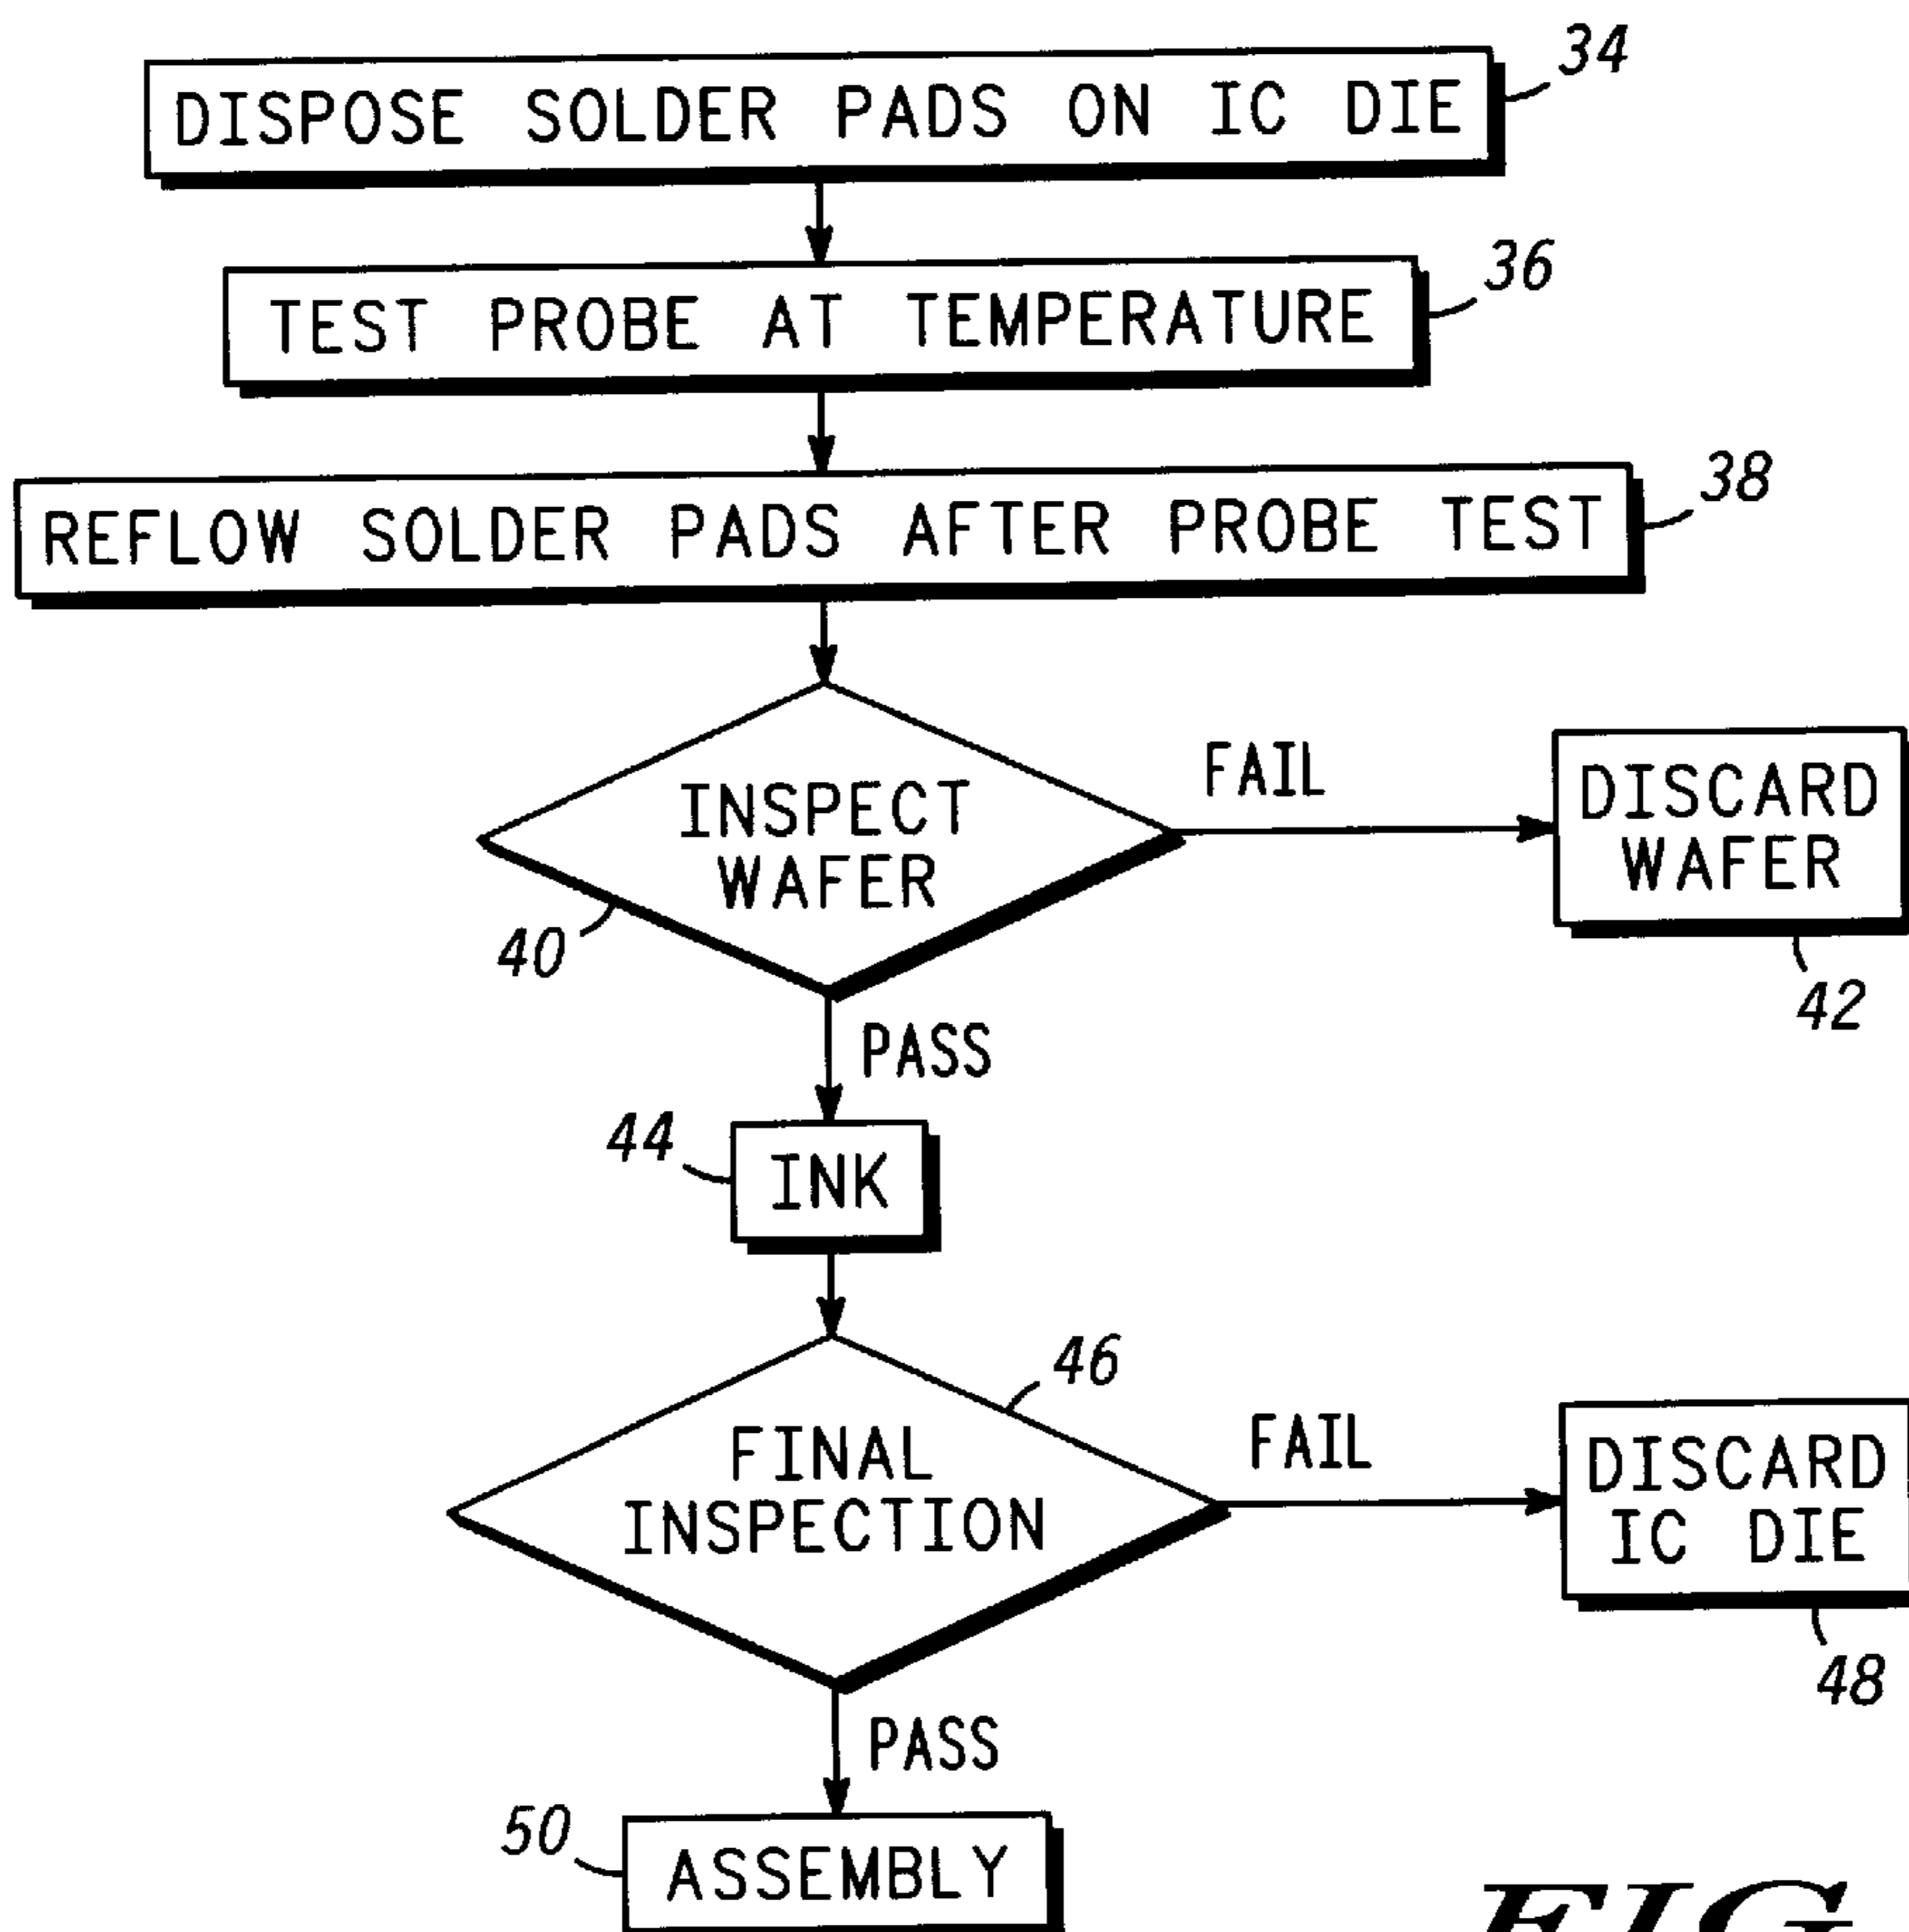 34
DISPOSE SOLDER PADS ON IC DIE
36
TEST PROBE AT TEMPERATURE
38
REFLOW SOLDER PADS AFTER PROBE TEST
INSPECT
WAFER
40
FAIL
DISCARD
WAFER
42
PASS
44
INK
46
FINAL
INSPECTION
FAIL
DISCARD
IC DIE
48
PASS
50
ASSEMBLY
FIG